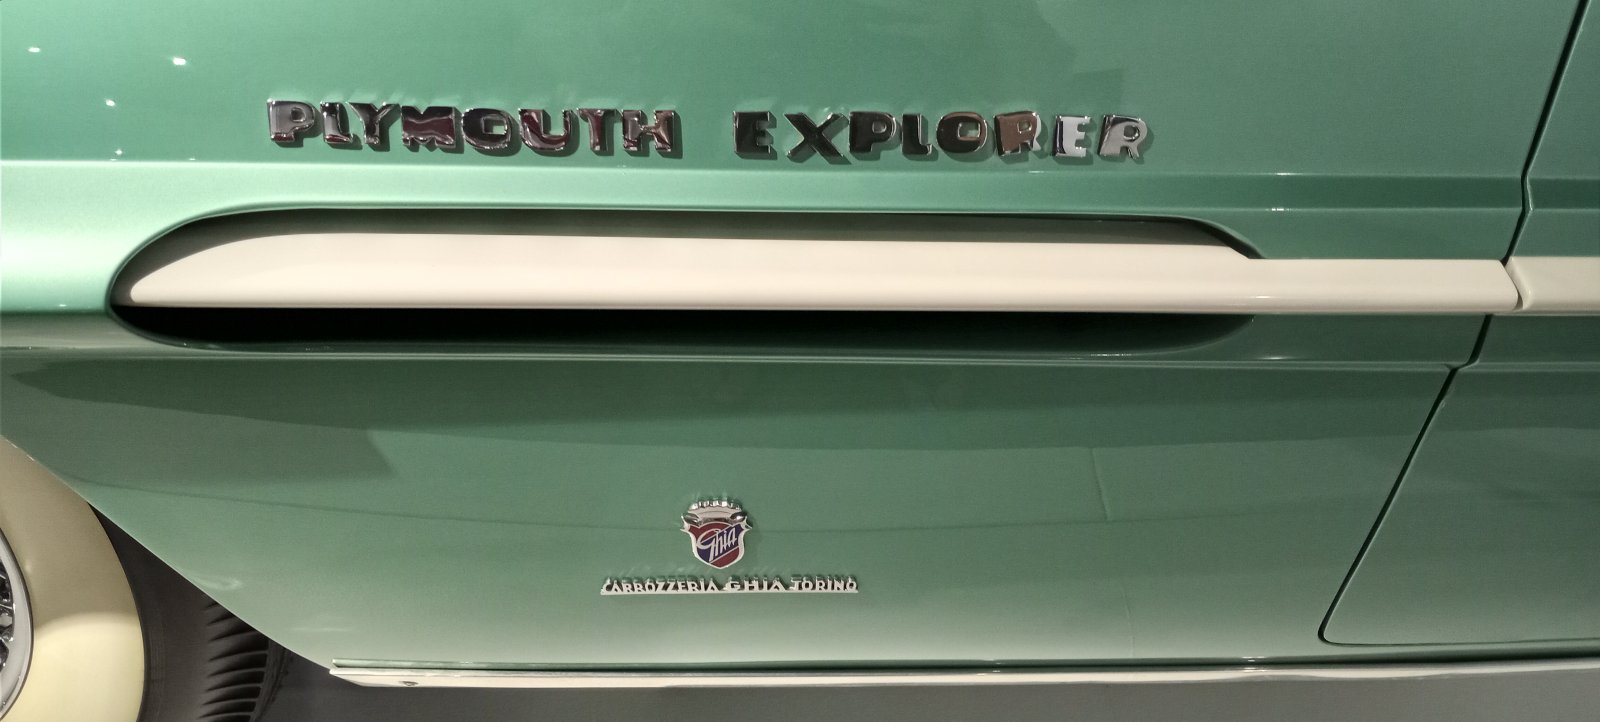 PLYMOUTH EXPLORER
Ghia
CARROZZERIA GHIA TORINO